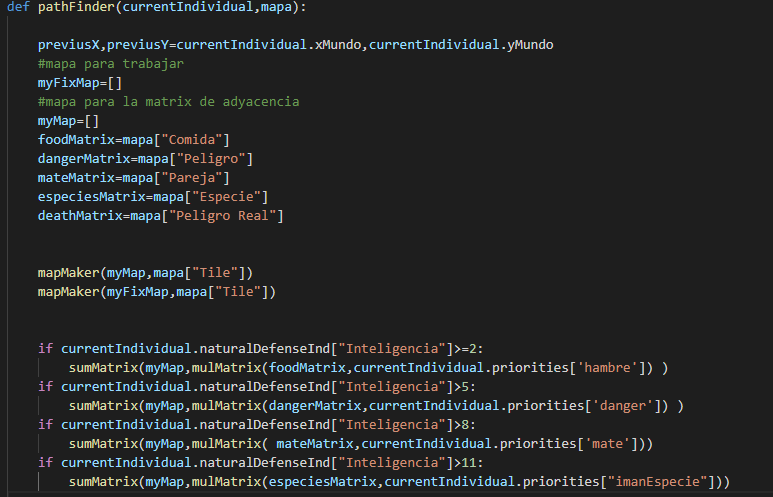 def pathFinder(currentIndividual,mapa):
previusX,previusY=currentIndividual.xMundo,currentIndividual.yMundo
#mapa para trabajar
myFixMap=[]
#mapa para la matrix de adyacencia
myMap=[]
foodMatrix=mapa["Comida"]
dangerMatrix=mapa["Peligro"]
mateMatrix=mapa["Pareja"]
especiesMatrix=mapa["Especie"]
deathMatrix=mapa["Peligro Real"]
mapMaker(myMap,mapa["Tile"])
mapMaker(myFixMap,mapa["Tile"])
if currentIndividual.naturalDefenseInd["Inteligencia"]>=2:
sumMatrix(myMap,mulMatrix(foodMatrix,currentIndividual.priorities['hambre']) )
if currentIndividual.naturalDefenseInd["Inteligencia"]>5:
sumMatrix(myMap,mulMatrix(dangerMatrix,currentIndividual.priorities['danger']) )
if currentIndividual.naturalDefenseInd["Inteligencia"]>8:
sumMatrix(myMap,mulMatrix( mateMatrix,currentIndividual.priorities['mate']))
if currentIndividual.naturalDefenseInd["Inteligencia"]>11:
sumMatrix(myMap,mulMatrix(especiesMatrix,currentIndividual.priorities["imanEspecie"]))